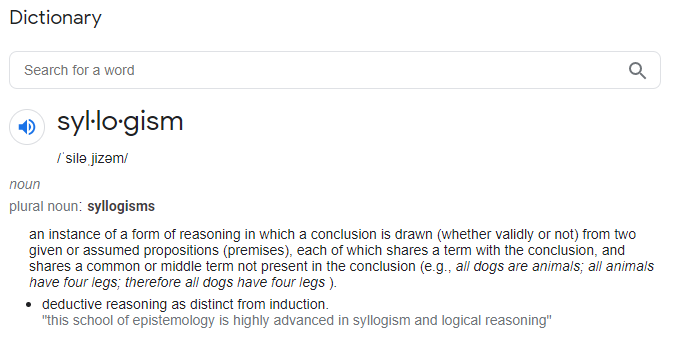 Dictionary
Search for a word
syl·lo·gism
/ˈsiləˌjizəm/
noun
plural noun: syllogisms
an instance of a form of reasoning in which a conclusion is drawn (whether validly or not) from two
given or assumed propositions (premises), each of which shares a term with the conclusion, and
shares a common or middle term not present in the conclusion (e.g., all dogs are animals; all animals
have four legs; therefore all dogs have four legs ).
• deductive reasoning as distinct from induction.
"this school of epistemology is highly advanced in syllogism and logical reasoning"